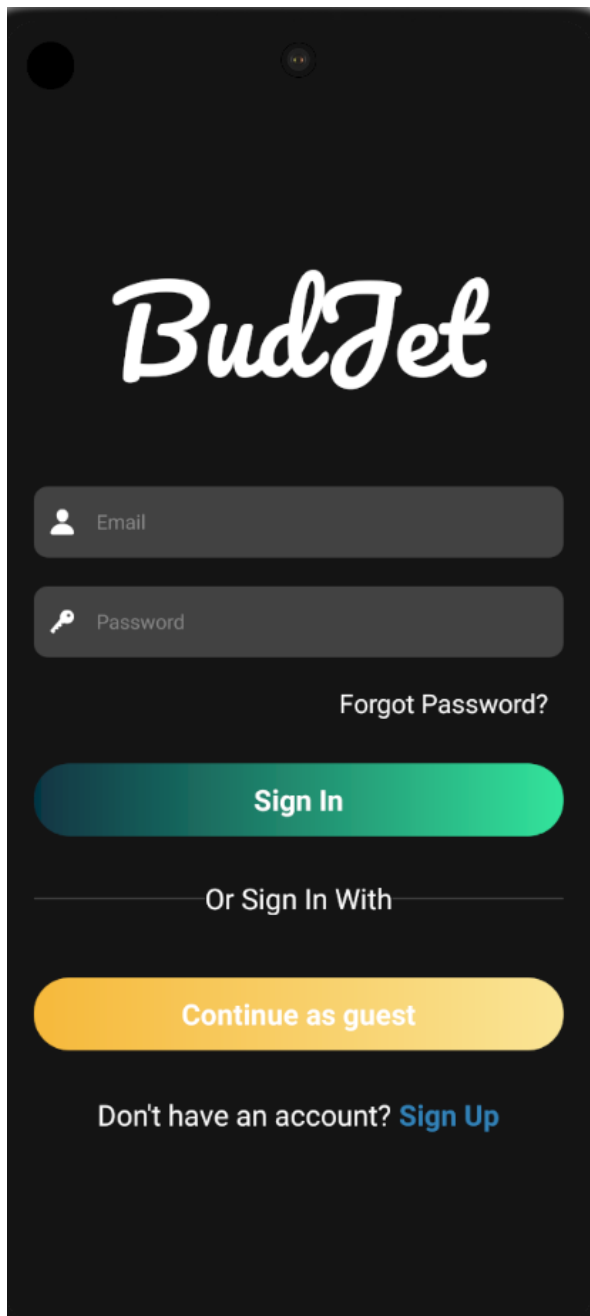 BudJet
Email
Password
Forgot Password?
Sign In
Or Sign In With
Continue as guest
Don't have an account? Sign Up